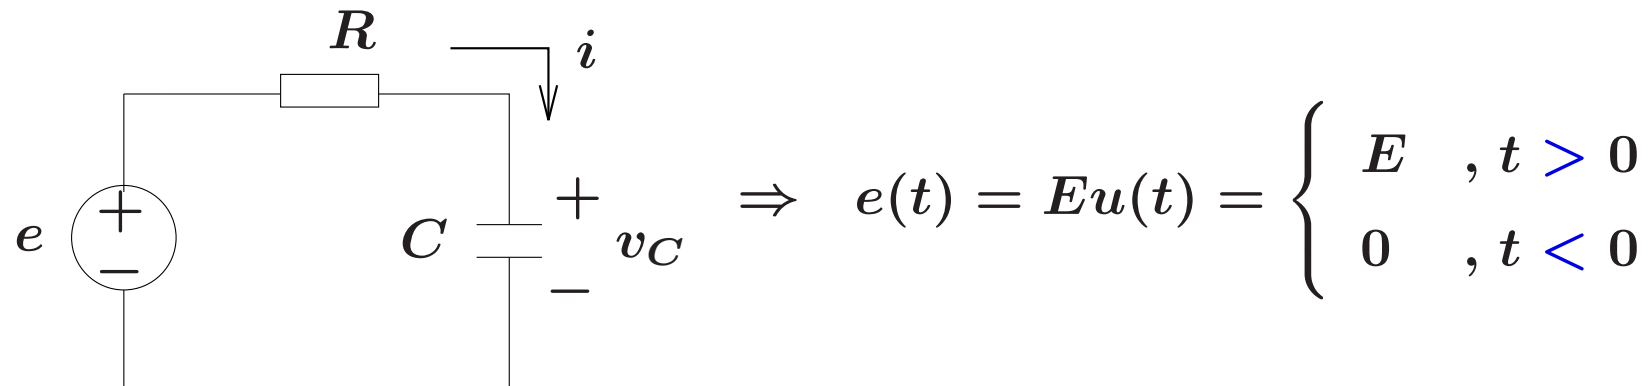 R
i
e
+
−
C
+
v_C
−
⇒ e(t) = Eu(t) = {
E , t > 0
0 , t < 0